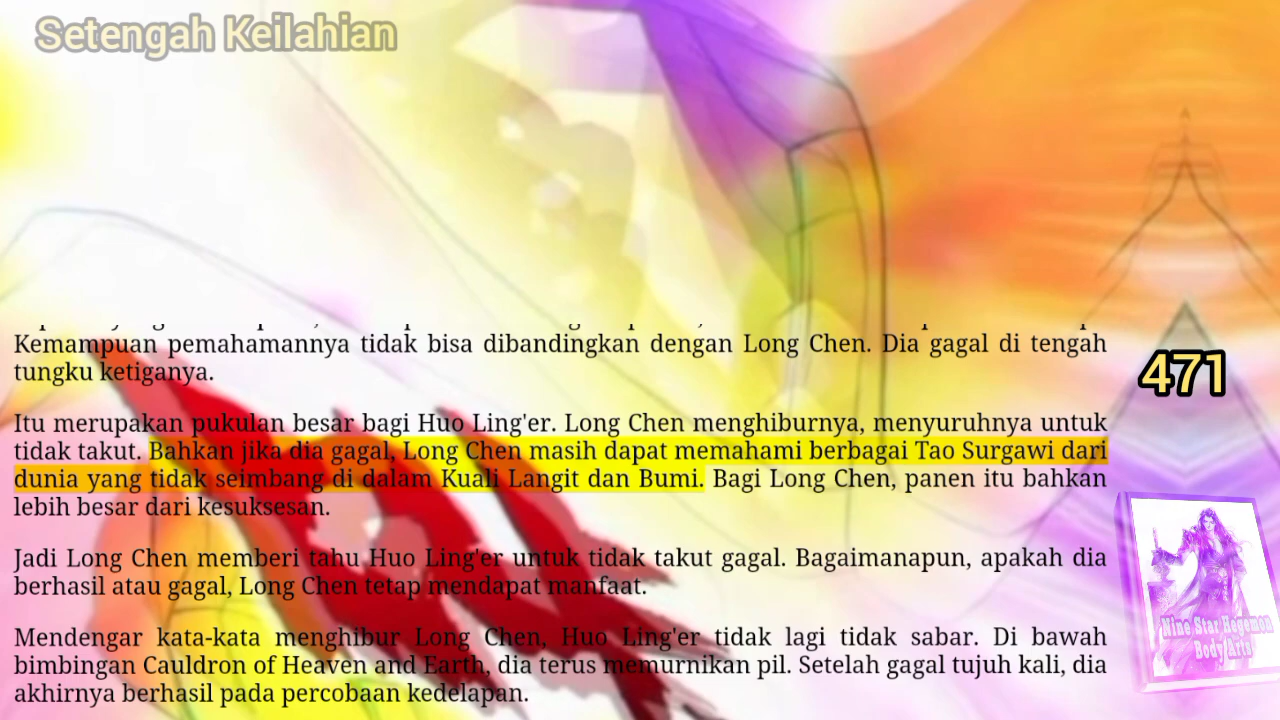 Setengah Keilahian
Kemampuan pemahamannya tidak bisa dibandingkan dengan Long Chen. Dia gagal di tengah
tungku ketiganya.
Itu merupakan pukulan besar bagi Huo Ling'er. Long Chen menghiburnya, menyuruhnya untuk
tidak takut. Bahkan jika dia gagal, Long Chen masih dapat memahami berbagai Tao Surgawi dari
dunia yang tidak seimbang di dalam Kuali Langit dan Bumi. Bagi Long Chen, panen itu bahkan
lebih besar dari kesuksesan.
Jadi Long Chen memberi tahu Huo Ling'er untuk tidak takut gagal. Bagaimanapun, apakah dia
berhasil atau gagal, Long Chen tetap mendapat manfaat.
Mendengar kata-kata menghibur Long Chen, Huo Ling'er tidak lagi tidak sabar. Di bawah
bimbingan Cauldron of Heaven and Earth, dia terus memurnikan pil. Setelah gagal tujuh kali, dia
akhirnya berhasil pada percobaan kedelapan.
471
Nine Star Hegemon
Body Arts